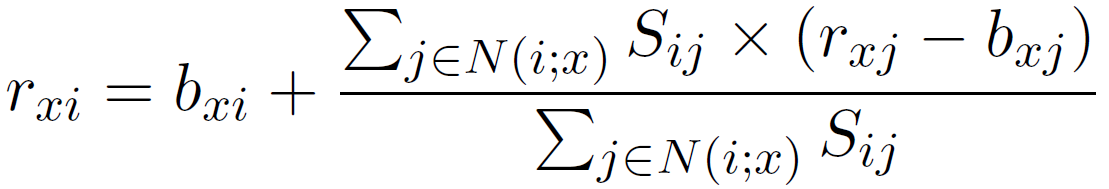 r_{xi} = b_{xi} + \frac{\sum_{j \in N(i;x)} S_{ij} \times (r_{xj} - b_{xj})}{\sum_{j \in N(i;x)} S_{ij}}